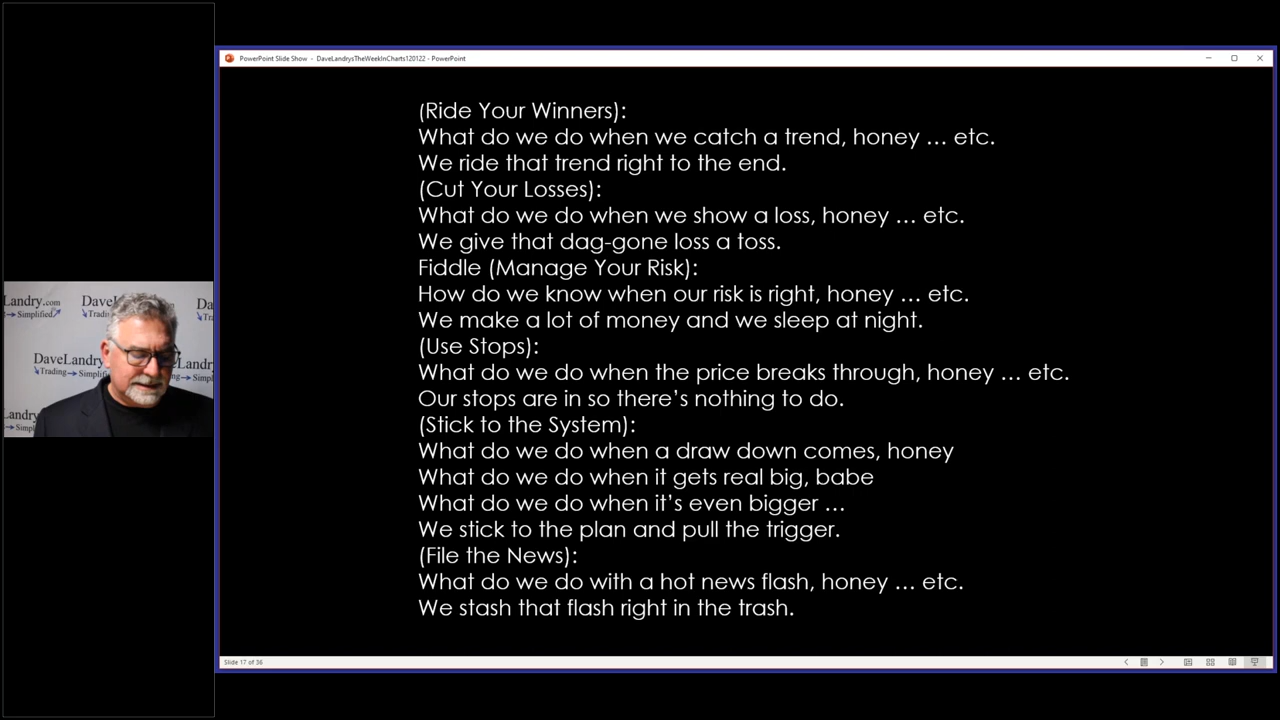 PowerPoint Slide Show - DaveLandrysTheWeekInCharts120122 - PowerPoint
(Ride Your Winners):
What do we do when we catch a trend, honey … etc.
We ride that trend right to the end.
(Cut Your Losses):
What do we do when we show a loss, honey … etc.
We give that dag-gone loss a toss.
Fiddle (Manage Your Risk):
How do we know when our risk is right, honey … etc.
We make a lot of money and we sleep at night.
(Use Stops):
What do we do when the price breaks through, honey … etc.
Our stops are in so there's nothing to do.
(Stick to the System):
What do we do when a draw down comes, honey
What do we do when it gets real big, babe
What do we do when it's even bigger …
We stick to the plan and pull the trigger.
(File the News):
What do we do with a hot news flash, honey … etc.
We stash that flash right in the trash.
Slide 17 of 36
Landry.com
Simplified
DaveLandry
Trading Simplified
Landry